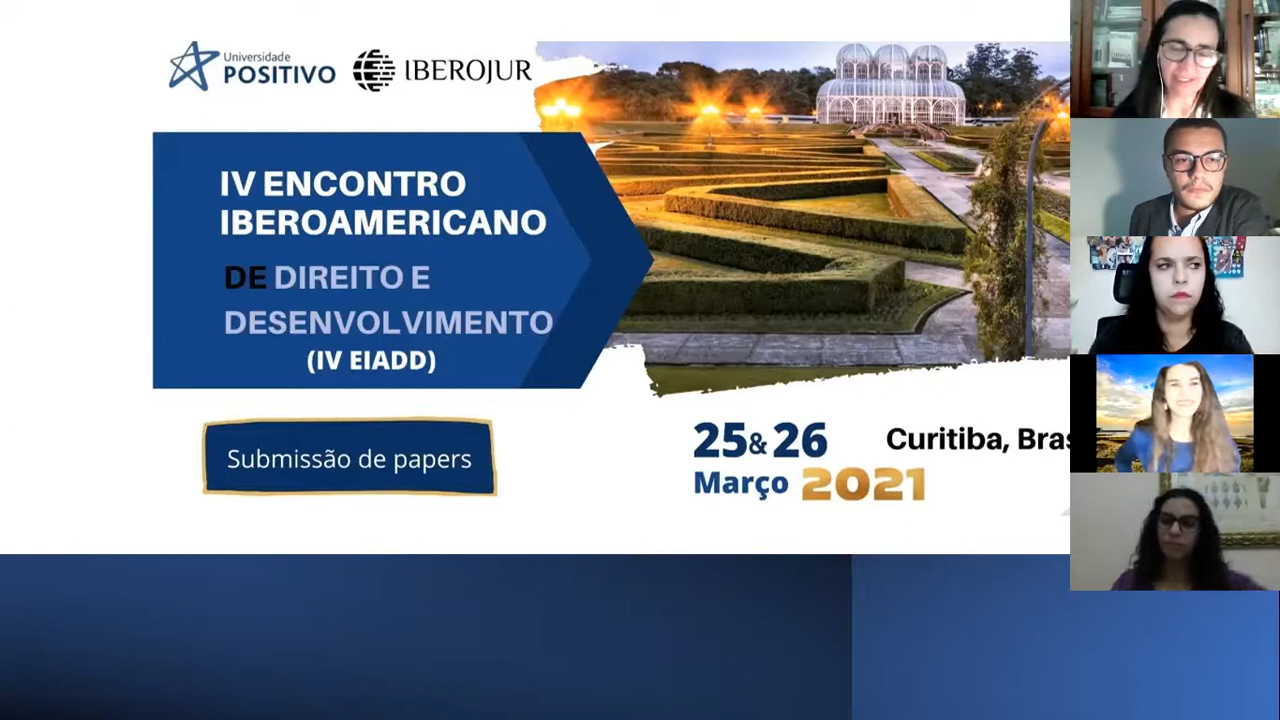 Universidade
POSITIVO
IBEROJUR
IV ENCONTRO
IBEROAMERICANO
DE DIREITO E
DESENVOLVIMENTO
(IV EIADD)
Submissão de papers
25 & 26
Março 2021
Curitiba, Bras